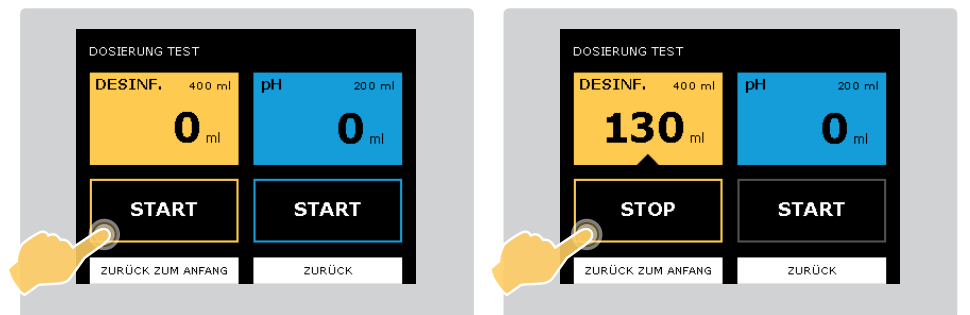 DOSIERUNG TEST
DESINF. 400 ml
0 ml
pH 200 ml
0 ml
START
START
ZURÜCK ZUM ANFANG
ZURÜCK
DOSIERUNG TEST
DESINF. 400 ml
130 ml
pH 200 ml
0 ml
STOP
START
ZURÜCK ZUM ANFANG
ZURÜCK